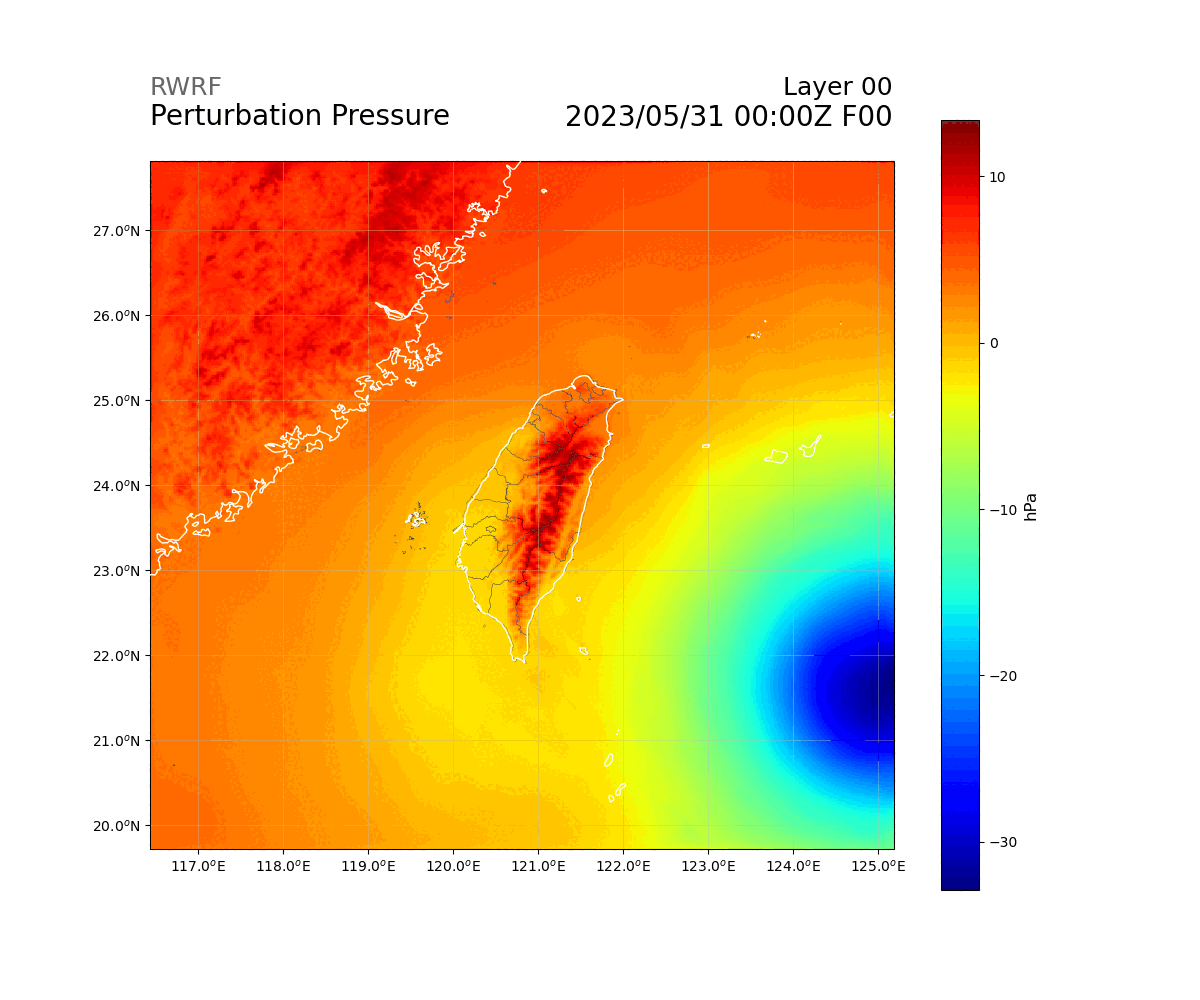 RWRF
Layer 00
Perturbation Pressure
2023/05/31 00:00Z F00
27.0°N
26.0°N
25.0°N
24.0°N
23.0°N
22.0°N
21.0°N
20.0°N
117.0°E
118.0°E
119.0°E
120.0°E
121.0°E
122.0°E
123.0°E
124.0°E
125.0°E
10
0
−10
−20
−30
hPa